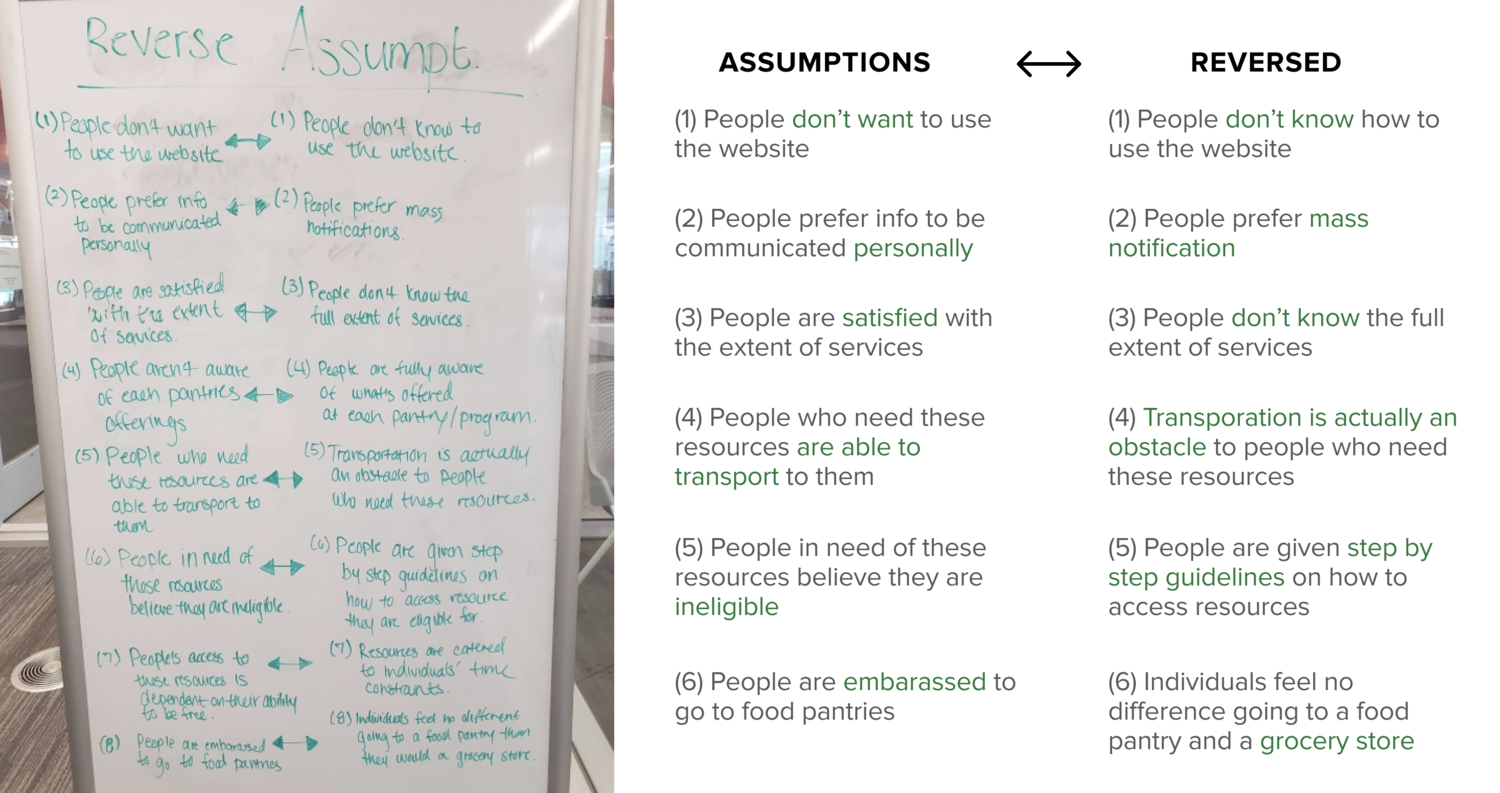 Reverse Assumpt.
(1) People don't want
to use the website
(1) People don't know to
use the website.
(2) People prefer info
to be communicated
personally
(2) People prefer mass
notifications.
(3) People are satisfied
with the extent
of services.
(3) People don't know the
full extent of services.
(4) People aren't aware
of each pantries
offerings
(4) People are fully aware
of what's offered
at each pantry/program.
(5) People who need
these resources are
able to transport to
them
(5) Transportation is actually
an obstacle to people
who need these resources.
(6) People in need of
these resources
believe they are ineligible.
(6) People are given step
by step guidelines on
how to access resource
they are eligible for.
(7) People's access to
these resources is
dependent on their ability
to be free.
(7) Resources are catered
to individuals' time
constraints.
(8) People are embarassed
to go to food pantries
(8) Individuals feel no different
going to a food pantry than
they would a grocery store.
ASSUMPTIONS ↔ REVERSED
(1) People don't want to use
the website
(1) People don't know how to
use the website
(2) People prefer info to be
communicated personally
(2) People prefer mass
notification
(3) People are satisfied with
the extent of services
(3) People don't know the full
extent of services
(4) People who need these
resources are able to
transport to them
(4) Transporation is actually an
obstacle to people who need
these resources
(5) People in need of these
resources believe they are
ineligible
(5) People are given step by
step guidelines on how to
access resources
(6) People are embarassed to
go to food pantries
(6) Individuals feel no
difference going to a food
pantry and a grocery store